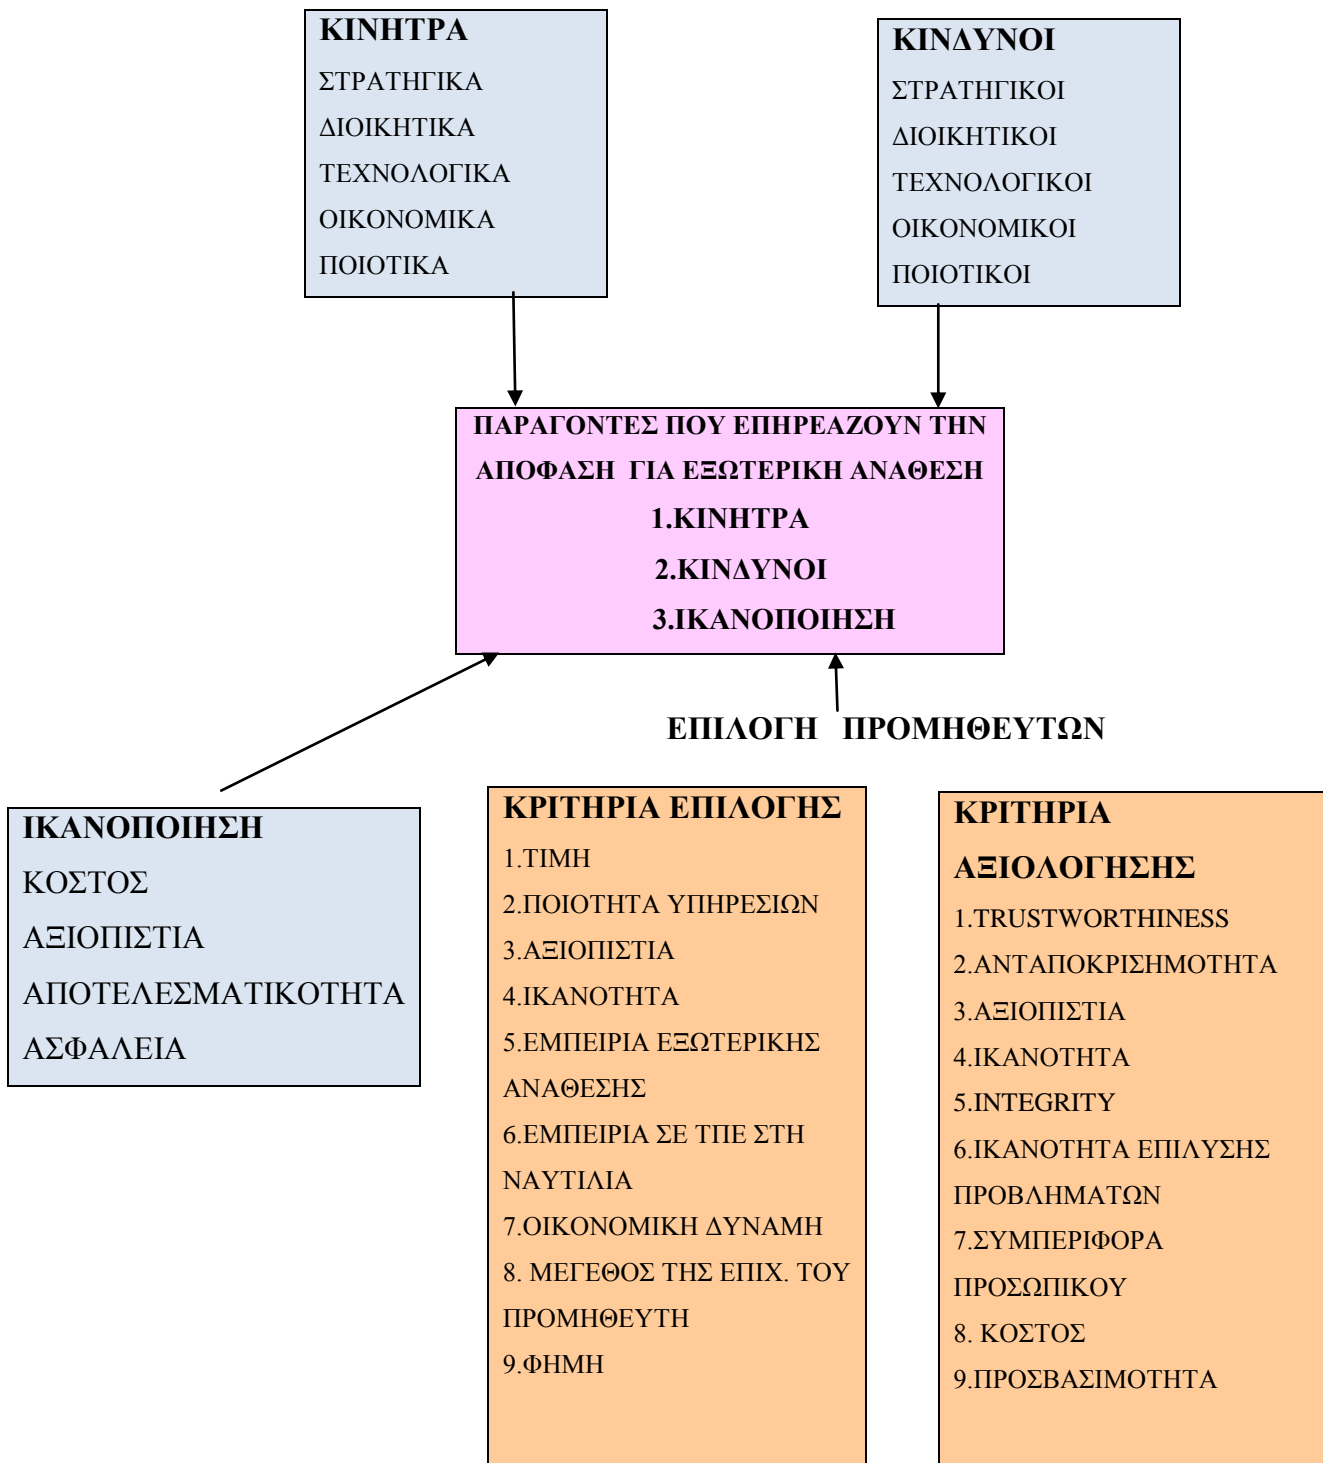 ΚΙΝΗΤΡΑ
ΣΤΡΑΤΗΓΙΚΑ
ΔΙΟΙΚΗΤΙΚΑ
ΤΕΧΝΟΛΟΓΙΚΑ
ΟΙΚΟΝΟΜΙΚΑ
ΠΟΙΟΤΙΚΑ
ΚΙΝΔΥΝΟΙ
ΣΤΡΑΤΗΓΙΚΟΙ
ΔΙΟΙΚΗΤΙΚΟΙ
ΤΕΧΝΟΛΟΓΙΚΟΙ
ΟΙΚΟΝΟΜΙΚΟΙ
ΠΟΙΟΤΙΚΟΙ
ΠΑΡΑΓΟΝΤΕΣ ΠΟΥ ΕΠΗΡΕΑΖΟΥΝ ΤΗΝ
ΑΠΟΦΑΣΗ ΓΙΑ ΕΞΩΤΕΡΙΚΗ ΑΝΑΘΕΣΗ
1.ΚΙΝΗΤΡΑ
2.ΚΙΝΔΥΝΟΙ
3.ΙΚΑΝΟΠΟΙΗΣΗ
ΕΠΙΛΟΓΗ ΠΡΟΜΗΘΕΥΤΩΝ
ΙΚΑΝΟΠΟΙΗΣΗ
ΚΟΣΤΟΣ
ΑΞΙΟΠΙΣΤΙΑ
ΑΠΟΤΕΛΕΣΜΑΤΙΚΟΤΗΤΑ
ΑΣΦΑΛΕΙΑ
ΚΡΙΤΗΡΙΑ ΕΠΙΛΟΓΗΣ
1.ΤΙΜΗ
2.ΠΟΙΟΤΗΤΑ ΥΠΗΡΕΣΙΩΝ
3.ΑΞΙΟΠΙΣΤΙΑ
4.ΙΚΑΝΟΤΗΤΑ
5.ΕΜΠΕΙΡΙΑ ΕΞΩΤΕΡΙΚΗΣ
ΑΝΑΘΕΣΗΣ
6.ΕΜΠΕΙΡΙΑ ΣΕ ΤΠΕ ΣΤΗ
ΝΑΥΤΙΛΙΑ
7.ΟΙΚΟΝΟΜΙΚΗ ΔΥΝΑΜΗ
8. ΜΕΓΕΘΟΣ ΤΗΣ ΕΠΙΧ. ΤΟΥ
ΠΡΟΜΗΘΕΥΤΗ
9.ΦΗΜΗ
ΚΡΙΤΗΡΙΑ
ΑΞΙΟΛΟΓΗΣΗΣ
1.TRUSTWORTHINESS
2.ΑΝΤΑΠΟΚΡΙΣΗΜΟΤΗΤΑ
3.ΑΞΙΟΠΙΣΤΙΑ
4.ΙΚΑΝΟΤΗΤΑ
5.INTEGRITY
6.ΙΚΑΝΟΤΗΤΑ ΕΠΙΛΥΣΗΣ
ΠΡΟΒΛΗΜΑΤΩΝ
7.ΣΥΜΠΕΡΙΦΟΡΑ
ΠΡΟΣΩΠΙΚΟΥ
8. ΚΟΣΤΟΣ
9.ΠΡΟΣΒΑΣΙΜΟΤΗΤΑ